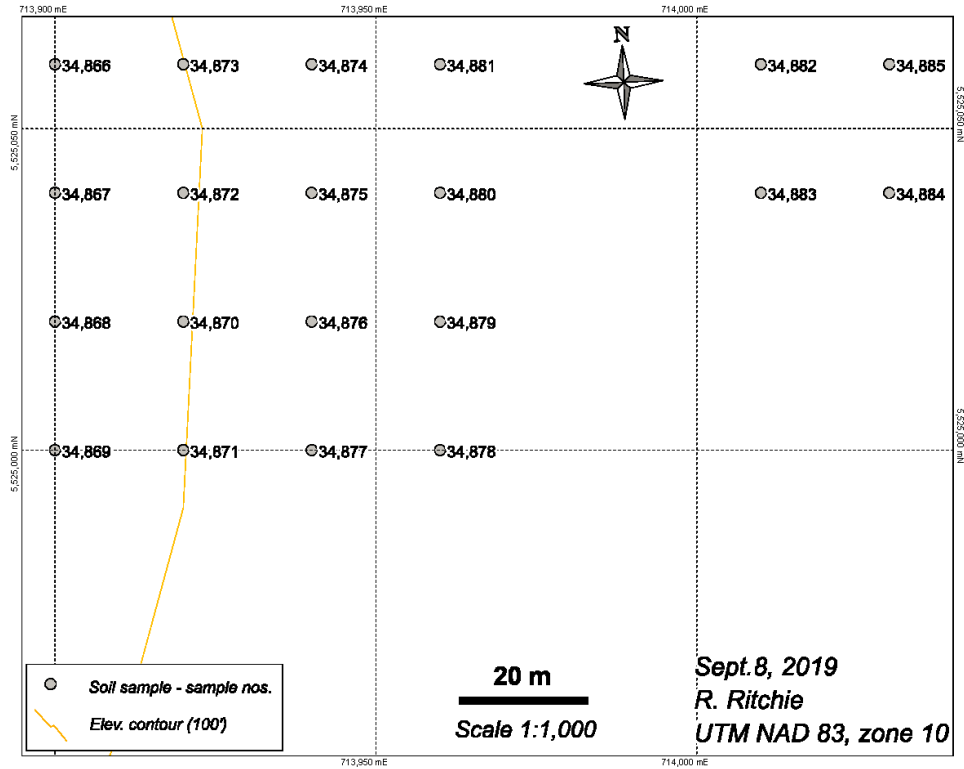 713,900 mE 713,950 mE 714,000 mE
N
34,866 34,873 34,874 34,881 34,882 34,885
5,525,050 mN 5,525,050 mN
34,867 34,872 34,875 34,880 34,883 34,884
34,868 34,870 34,876 34,879
5,525,000 mN 5,525,000 mN
34,869 34,871 34,877 34,878
Soil sample - sample nos.
Elev. contour (100')
20 m
Scale 1:1,000
Sept.8, 2019
R. Ritchie
UTM NAD 83, zone 10
713,950 mE 714,000 mE